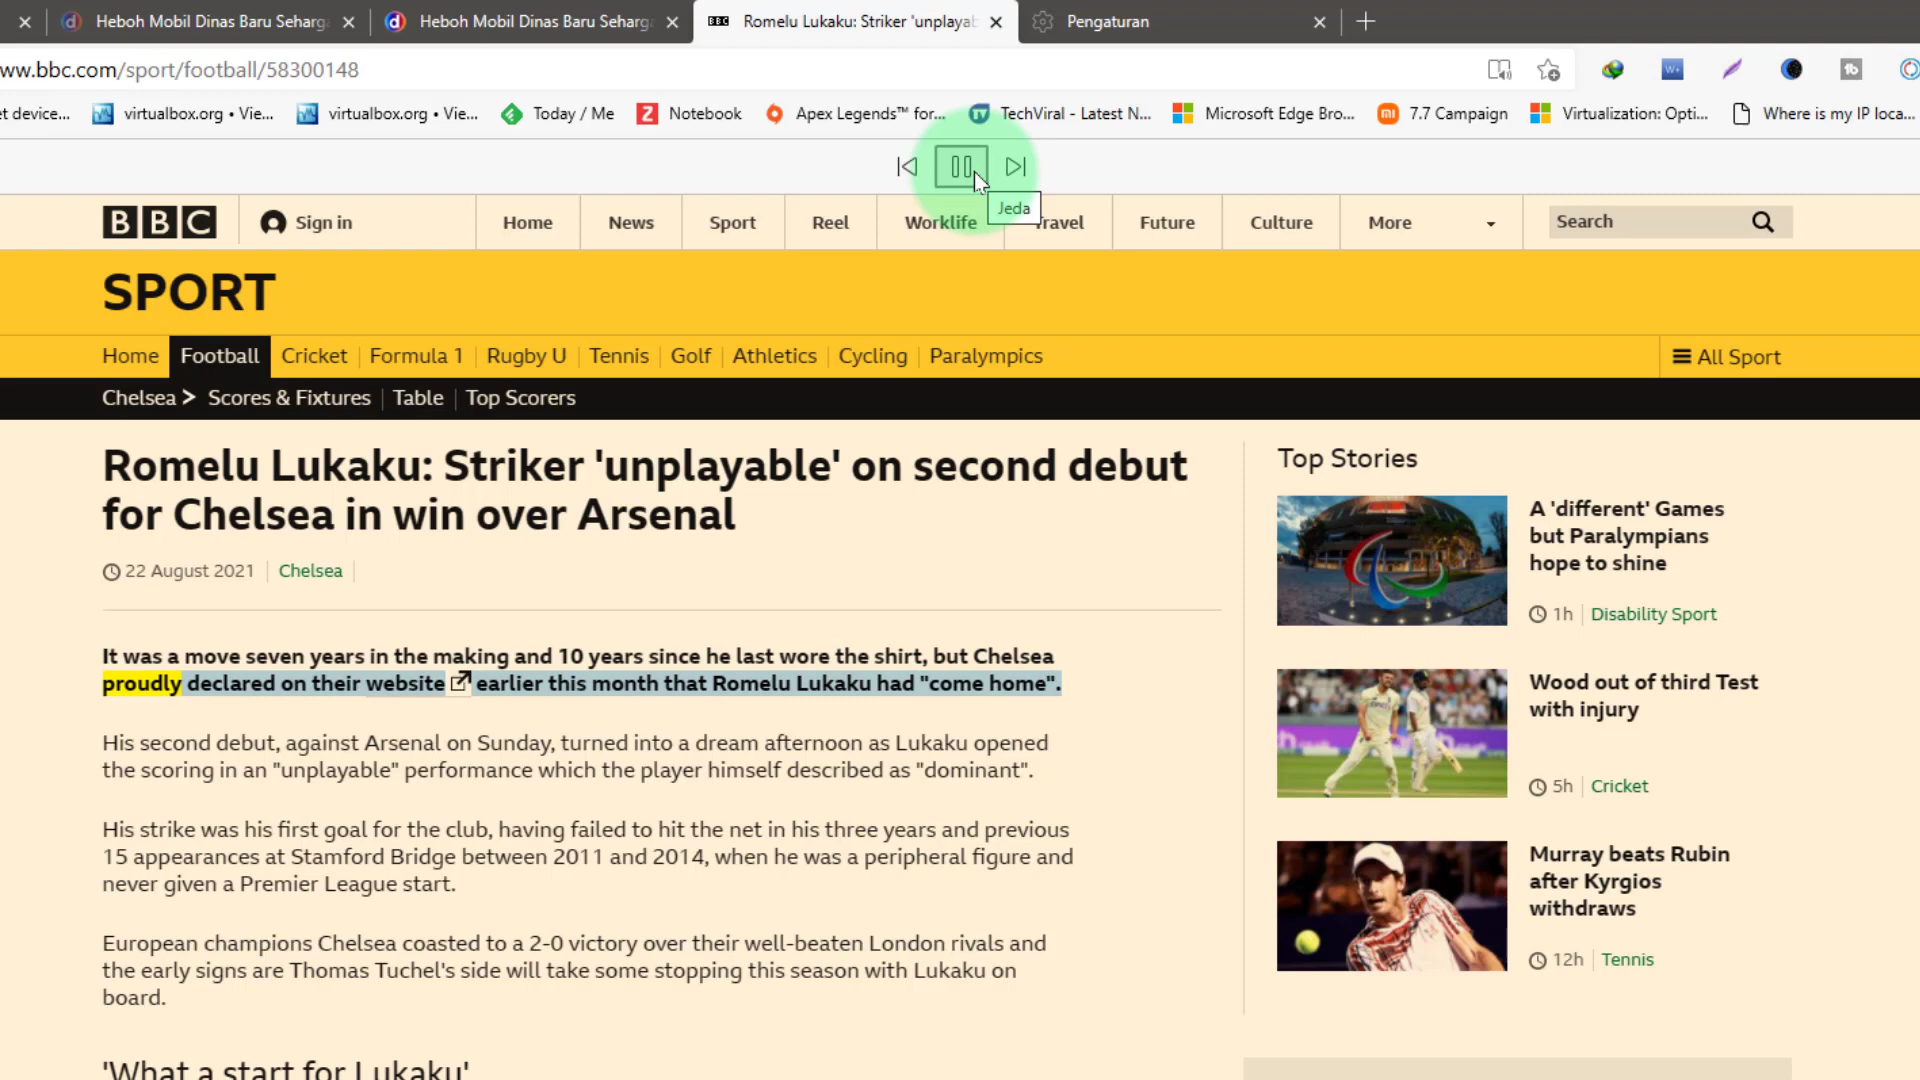 Heboh Mobil Dinas Baru Seharga
Heboh Mobil Dinas Baru Seharga
BBC Romelu Lukaku: Striker 'unplayab
Pengaturan
ww.bbc.com/sport/football/58300148
et device...
virtualbox.org • Vie...
virtualbox.org • Vie...
Today / Me
Z Notebook
Apex Legends™ for...
TechViral - Latest N...
Microsoft Edge Bro...
7.7 Campaign
Virtualization: Opti...
Where is my IP loca...
Jeda
BBC
Sign in
Home
News
Sport
Reel
Worklife
Travel
Future
Culture
More
Search
SPORT
Home Football Cricket Formula 1 Rugby U Tennis Golf Athletics Cycling Paralympics
All Sport
Chelsea Scores & Fixtures Table Top Scorers
Romelu Lukaku: Striker 'unplayable' on second debut
for Chelsea in win over Arsenal
22 August 2021 Chelsea
It was a move seven years in the making and 10 years since he last wore the shirt, but Chelsea
proudly declared on their website earlier this month that Romelu Lukaku had "come home".
His second debut, against Arsenal on Sunday, turned into a dream afternoon as Lukaku opened
the scoring in an "unplayable" performance which the player himself described as "dominant".
His strike was his first goal for the club, having failed to hit the net in his three years and previous
15 appearances at Stamford Bridge between 2011 and 2014, when he was a peripheral figure and
never given a Premier League start.
European champions Chelsea coasted to a 2-0 victory over their well-beaten London rivals and
the early signs are Thomas Tuchel's side will take some stopping this season with Lukaku on
board.
'What a start for Lukaku'
Top Stories
A 'different' Games
but Paralympians
hope to shine
1h Disability Sport
Wood out of third Test
with injury
5h Cricket
Murray beats Rubin
after Kyrgios
withdraws
12h Tennis